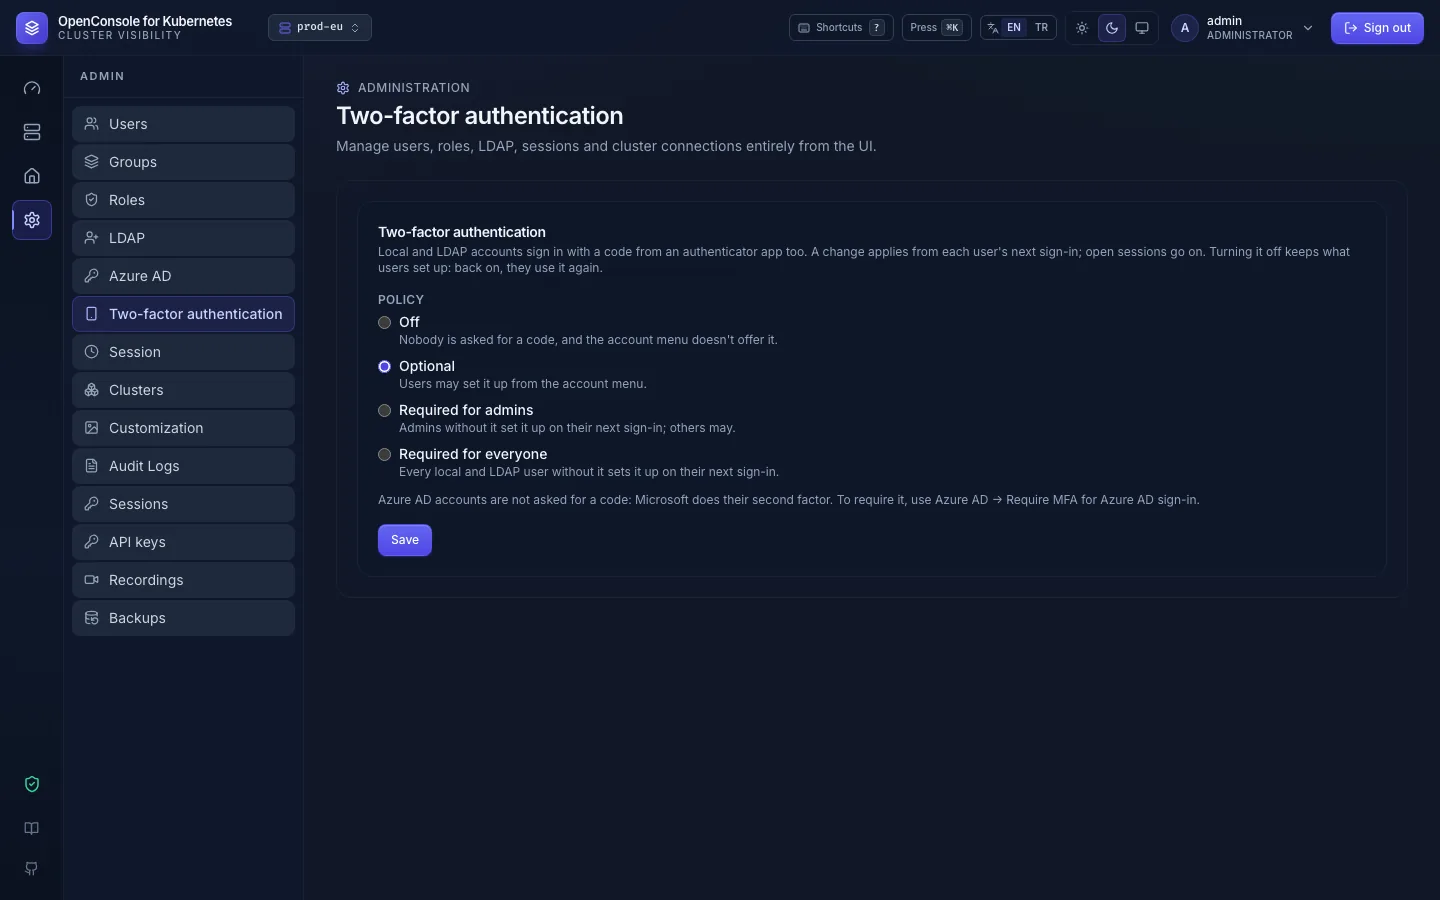 OpenConsole for Kubernetes
CLUSTER VISIBILITY
prod-eu
Shortcuts ?
Press ⌘K
EN TR
A
admin
ADMINISTRATOR
Sign out
ADMIN
Users
Groups
Roles
LDAP
Azure AD
Two-factor authentication
Session
Clusters
Customization
Audit Logs
Sessions
API keys
Recordings
Backups
ADMINISTRATION
Two-factor authentication
Manage users, roles, LDAP, sessions and cluster connections entirely from the UI.
Two-factor authentication
Local and LDAP accounts sign in with a code from an authenticator app too. A change applies from each user's next sign-in; open sessions go on. Turning it off keeps what
users set up: back on, they use it again.
POLICY
Off
Nobody is asked for a code, and the account menu doesn't offer it.
Optional
Users may set it up from the account menu.
Required for admins
Admins without it set it up on their next sign-in; others may.
Required for everyone
Every local and LDAP user without it sets it up on their next sign-in.
Azure AD accounts are not asked for a code: Microsoft does their second factor. To require it, use Azure AD → Require MFA for Azure AD sign-in.
Save